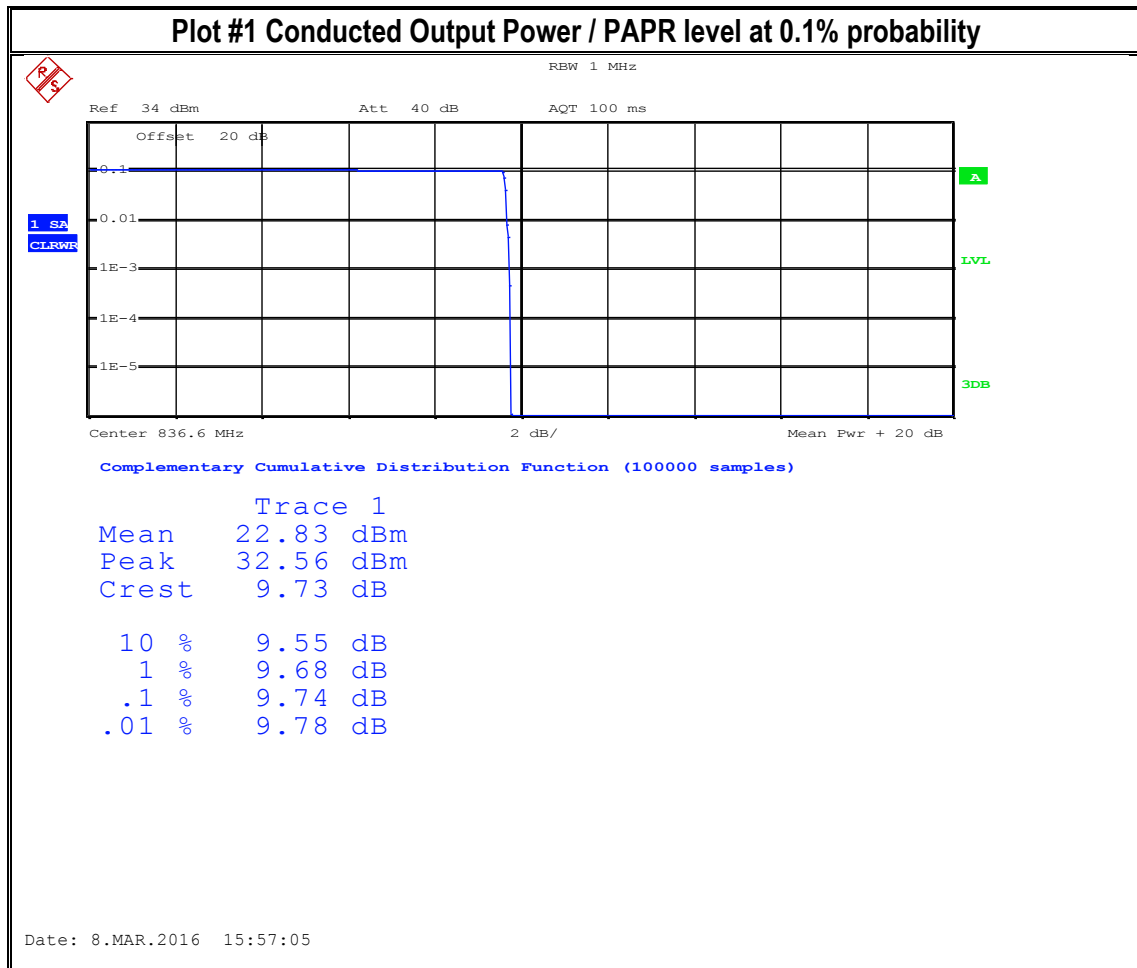 Plot #1 Conducted Output Power / PAPR level at 0.1% probability
R
S
RBW 1 MHz
Ref 34 dBm Att 40 dB AQT 100 ms
Offset 20 dB
0.1
A
0.01
1 SA
CLRWR
1E-3
LVL
1E-4
1E-5
3DB
Center 836.6 MHz 2 dB/ Mean Pwr + 20 dB
Complementary Cumulative Distribution Function (100000 samples)
Trace 1
Mean 22.83 dBm
Peak 32.56 dBm
Crest 9.73 dB
10 % 9.55 dB
1 % 9.68 dB
.1 % 9.74 dB
.01 % 9.78 dB
Date: 8.MAR.2016 15:57:05